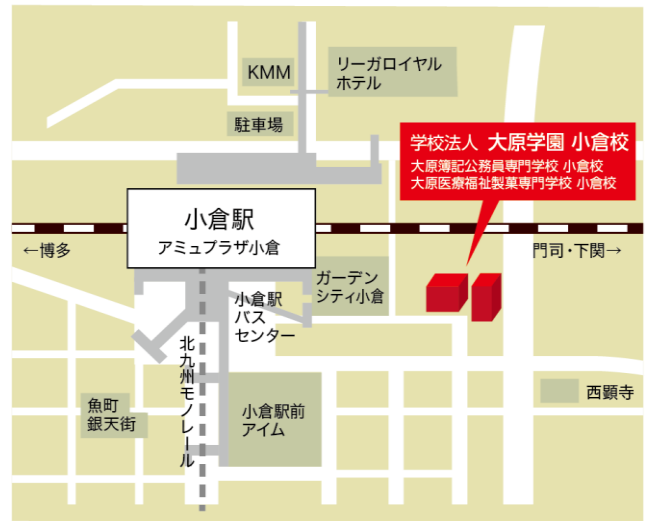 KMM
リーガロイヤル
ホテル
駐車場
学校法人 大原学園 小倉校
大原簿記公務員専門学校 小倉校
大原医療福祉製菓専門学校 小倉校
小倉駅
アミュプラザ小倉
←博多
門司・下関→
ガーデン
シティ小倉
小倉駅
バス
センター
北九州モノレール
魚町
銀天街
小倉駅前
アイム
西顕寺